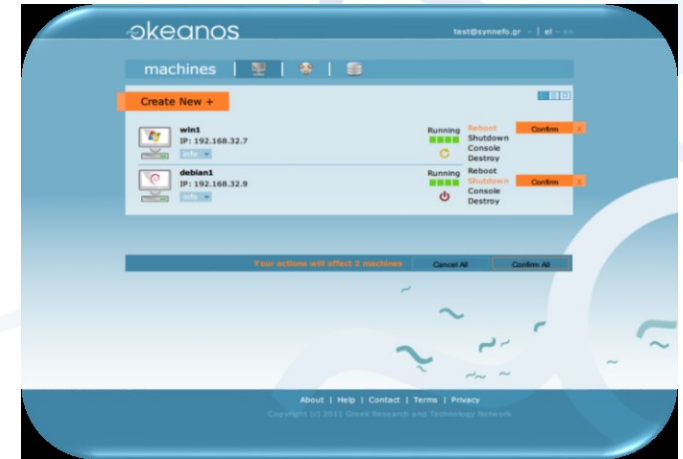 okeanos
test@synnefo.gr | el
machines | | |
Create New +
win1
IP: 192.168.32.7
info
Running
Reboot
Shutdown
Console
Destroy
Confirm X
debian1
IP: 192.168.32.9
info
Running
Reboot
Shutdown
Console
Destroy
Confirm X
Your actions will effect 2 machines
Cancel All
Confirm All
About | Help | Contact | Terms | Privacy
Copyright (c) 2011 Greek Research and Technology Network